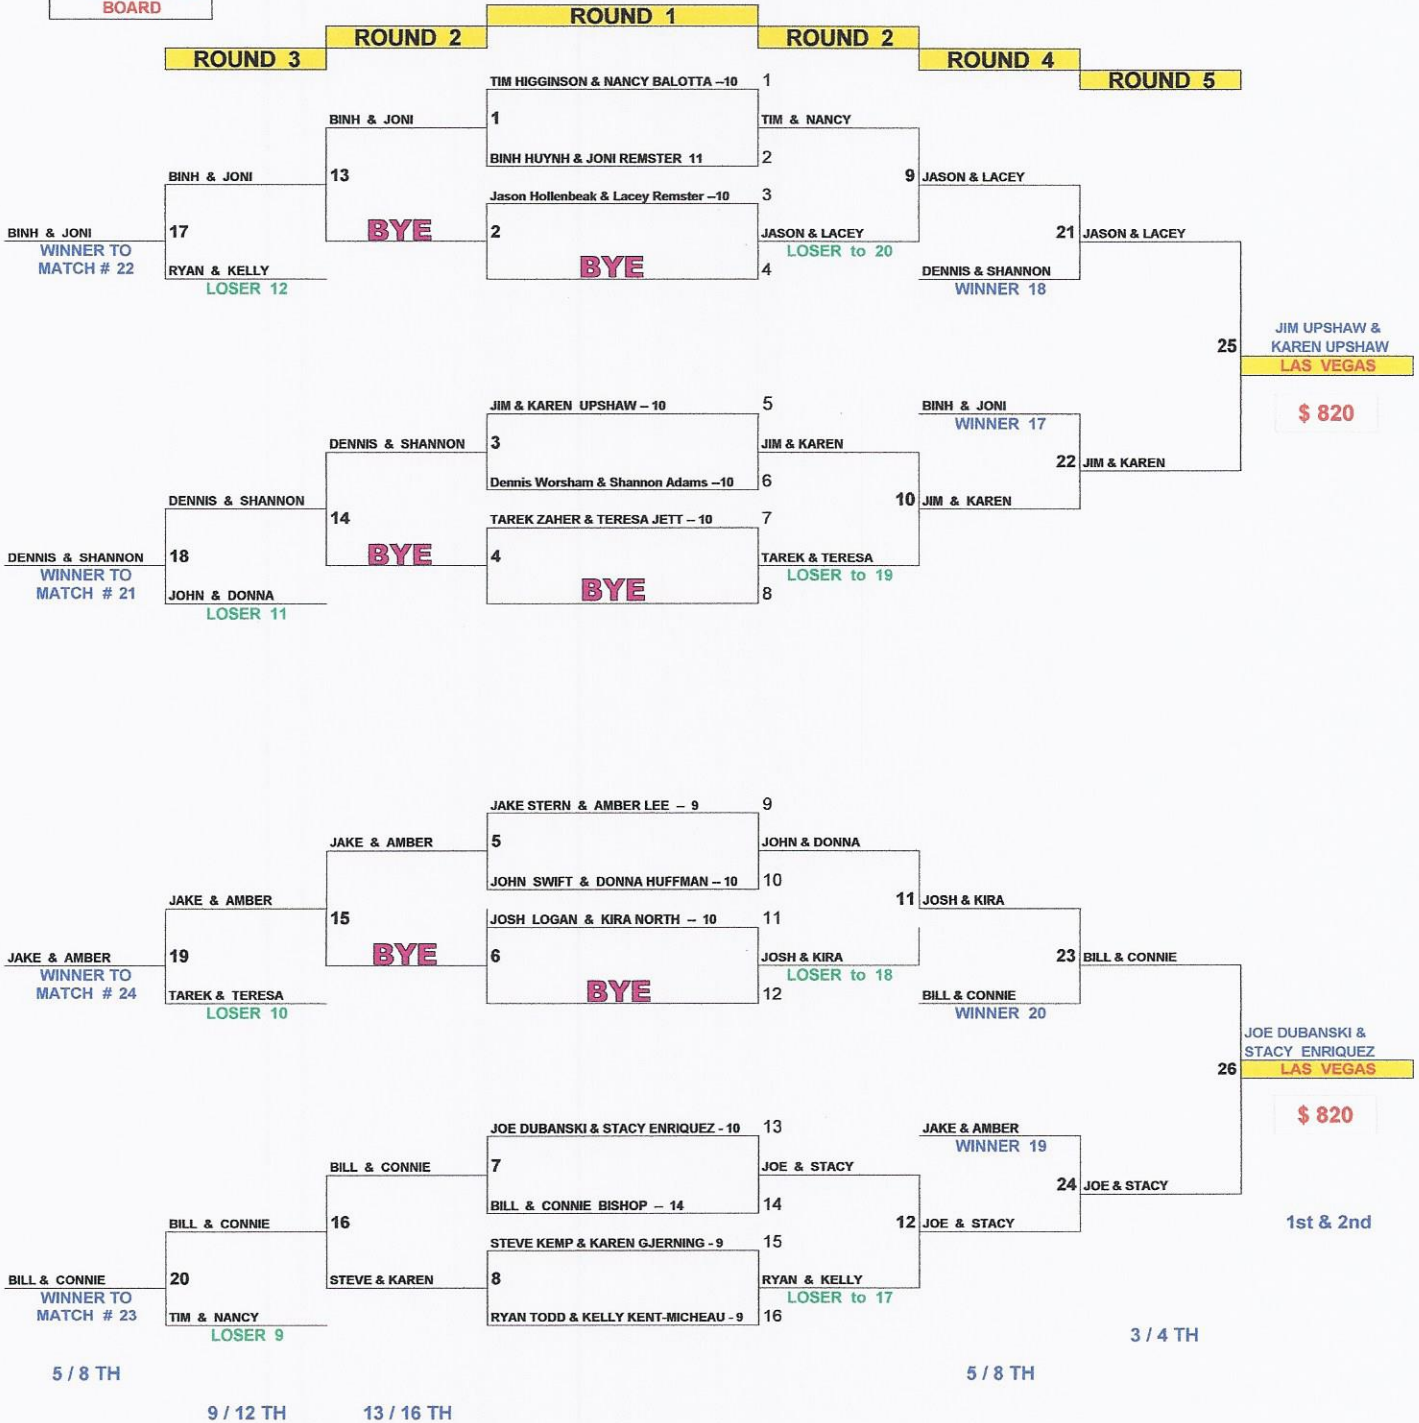 BOARD
ROUND 1
ROUND 2
ROUND 2
ROUND 3
ROUND 4
ROUND 5
TIM HIGGINSON & NANCY BALOTTA --10 1
BINH & JONI
1
TIM & NANCY
BINH HUYNH & JONI REMSTER 11 2
BINH & JONI
13
9
JASON & LACEY
Jason Hollenbeak & Lacey Remster --10 3
BINH & JONI
17
BYE
2
JASON & LACEY
21
JASON & LACEY
WINNER TO
MATCH # 22
LOSER to 20
RYAN & KELLY
BYE
4
DENNIS & SHANNON
LOSER 12
WINNER 18
JIM UPSHAW &
25
KAREN UPSHAW
LAS VEGAS
$ 820
JIM & KAREN UPSHAW -- 10 5
BINH & JONI
WINNER 17
DENNIS & SHANNON
3
JIM & KAREN
22
JIM & KAREN
Dennis Worsham & Shannon Adams --10 6
DENNIS & SHANNON
14
10
JIM & KAREN
TAREK ZAHER & TERESA JETT -- 10 7
DENNIS & SHANNON
18
BYE
4
TAREK & TERESA
WINNER TO
MATCH # 21
LOSER to 19
JOHN & DONNA
BYE
8
LOSER 11
JAKE STERN & AMBER LEE -- 9 9
JAKE & AMBER
5
JOHN & DONNA
JOHN SWIFT & DONNA HUFFMAN -- 10 10
JAKE & AMBER
15
11
JOSH & KIRA
JOSH LOGAN & KIRA NORTH -- 10 11
JAKE & AMBER
19
BYE
6
JOSH & KIRA
23
BILL & CONNIE
WINNER TO
MATCH # 24
LOSER to 18
TAREK & TERESA
BYE
12
BILL & CONNIE
LOSER 10
WINNER 20
JOE DUBANSKI &
STACY ENRIQUEZ
26
LAS VEGAS
$ 820
JOE DUBANSKI & STACY ENRIQUEZ - 10 13
JAKE & AMBER
WINNER 19
BILL & CONNIE
7
JOE & STACY
24
JOE & STACY
BILL & CONNIE BISHOP -- 14 14
BILL & CONNIE
16
12
JOE & STACY
1st & 2nd
STEVE KEMP & KAREN GJERNING - 9 15
BILL & CONNIE
20
STEVE & KAREN
8
RYAN & KELLY
WINNER TO
MATCH # 23
LOSER to 17
TIM & NANCY
RYAN TODD & KELLY KENT-MICHEAU - 9 16
LOSER 9
3 / 4 TH
5 / 8 TH
5 / 8 TH
9 / 12 TH
13 / 16 TH